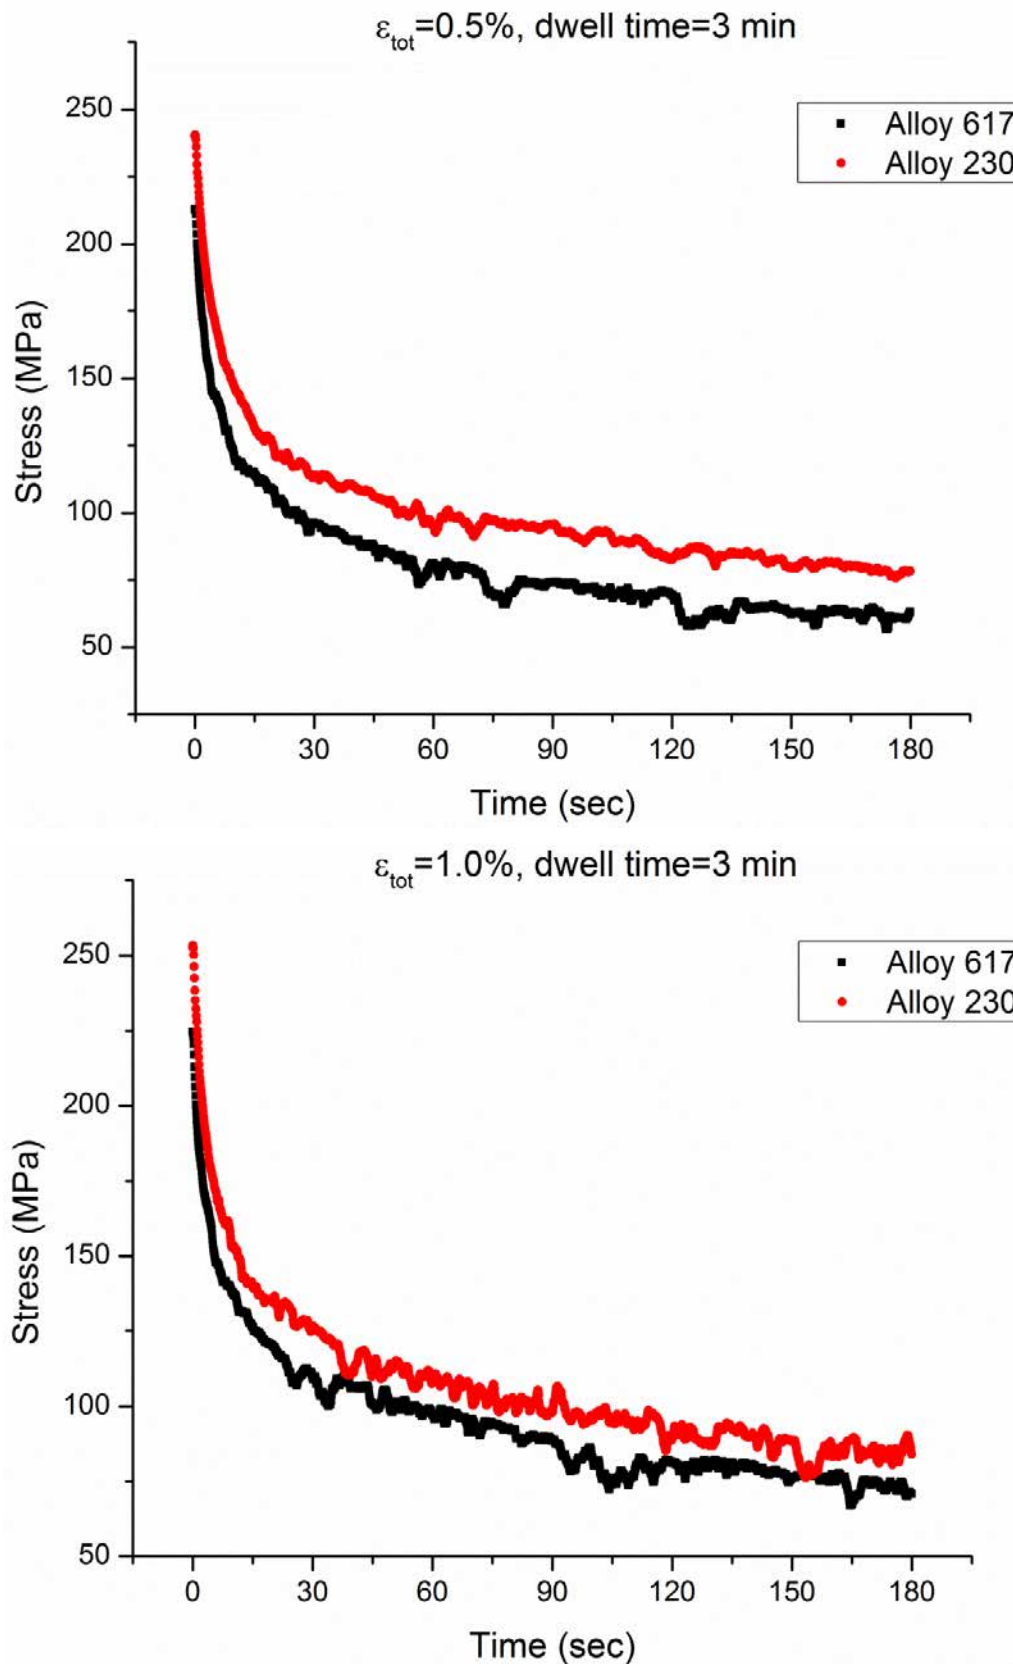 ε_tot=0.5%, dwell time=3 min
250
200
150
100
50
Stress (MPa)
Alloy 617
Alloy 230
0 30 60 90 120 150 180
Time (sec)
ε_tot=1.0%, dwell time=3 min
250
200
150
100
50
Stress (MPa)
Alloy 617
Alloy 230
0 30 60 90 120 150 180
Time (sec)